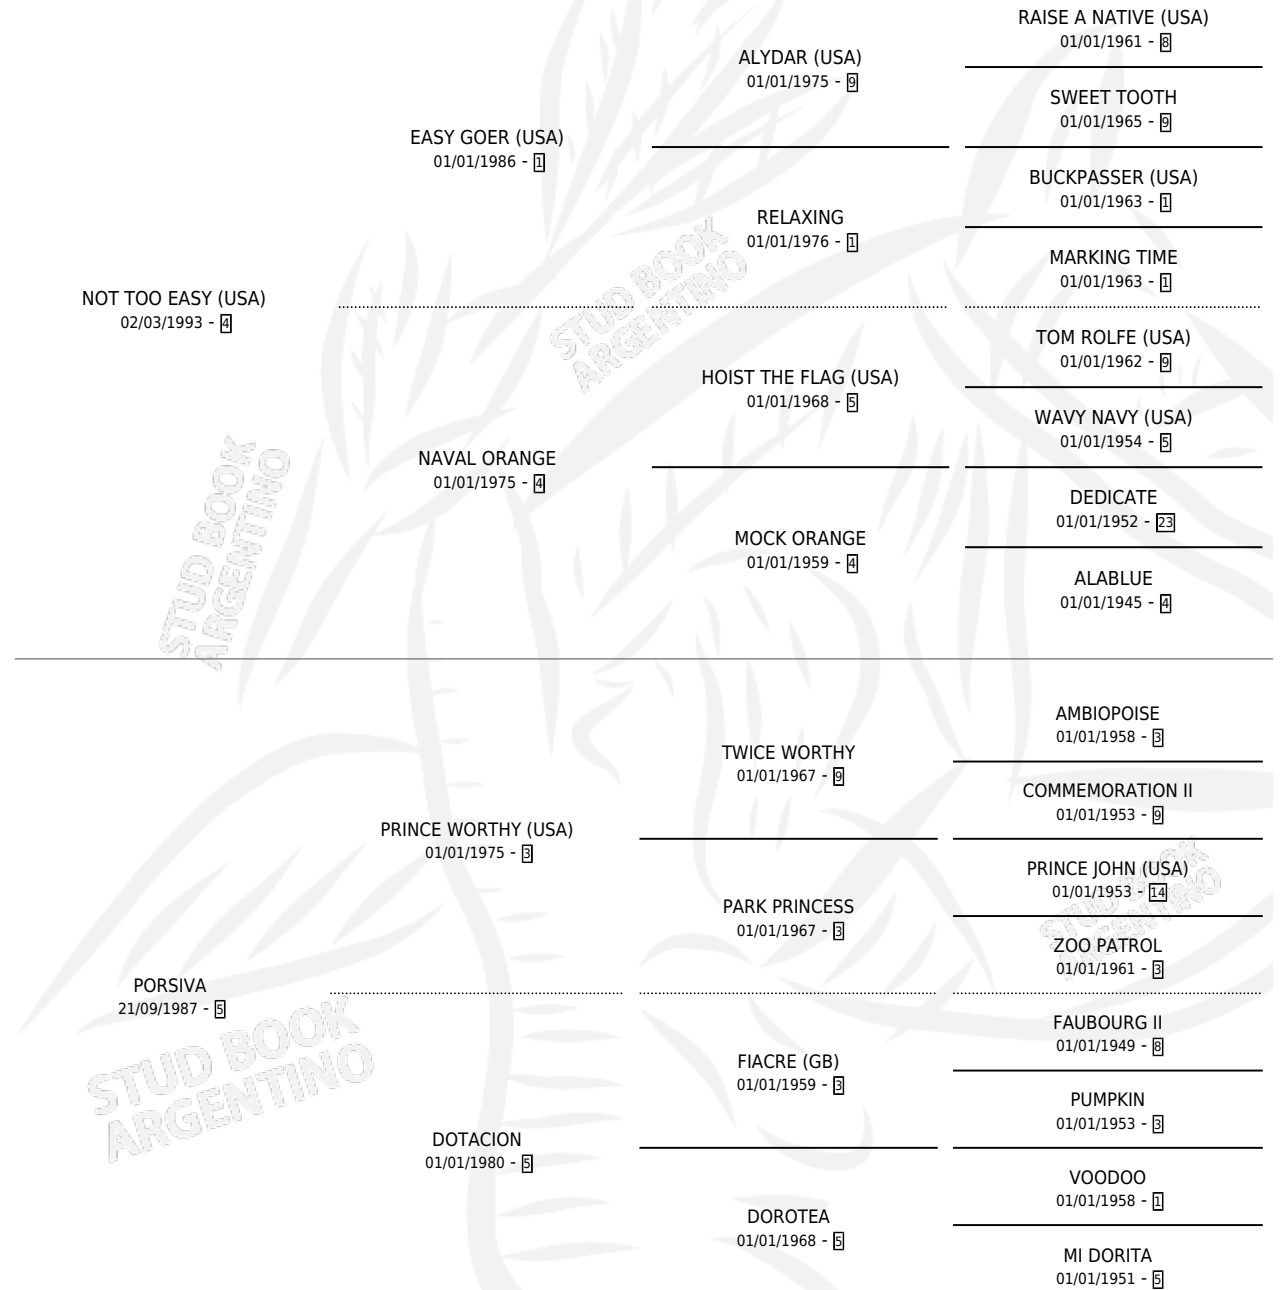 RAISE A NATIVE (USA)
01/01/1961 - 8
ALYDAR (USA)
01/01/1975 - 9
SWEET TOOTH
01/01/1965 - 9
EASY GOER (USA)
01/01/1986 - 1
BUCKPASSER (USA)
01/01/1963 - 1
RELAXING
01/01/1976 - 1
MARKING TIME
01/01/1963 - 1
NOT TOO EASY (USA)
02/03/1993 - 4
TOM ROLFE (USA)
01/01/1962 - 9
HOIST THE FLAG (USA)
01/01/1968 - 5
WAVY NAVY (USA)
01/01/1954 - 5
NAVAL ORANGE
01/01/1975 - 4
DEDICATE
01/01/1952 - 23
MOCK ORANGE
01/01/1959 - 4
ALABLUE
01/01/1945 - 4
AMBIOPOISE
01/01/1958 - 3
TWICE WORTHY
01/01/1967 - 9
COMMEMORATION II
01/01/1953 - 9
PRINCE WORTHY (USA)
01/01/1975 - 3
PRINCE JOHN (USA)
01/01/1953 - 14
PARK PRINCESS
01/01/1967 - 3
ZOO PATROL
01/01/1961 - 3
PORSIVA
21/09/1987 - 5
FAUBOURG II
01/01/1949 - 8
FIACRE (GB)
01/01/1959 - 3
PUMPKIN
01/01/1953 - 3
DOTACION
01/01/1980 - 5
VOODOO
01/01/1958 - 1
DOROTEA
01/01/1968 - 5
MI DORITA
01/01/1951 - 5
STUD BOOK
ARGENTINO
STUD BOOK
ARGENTINO
STUD BOOK
ARGENTINO
STUD BOOK
ARGENTINO